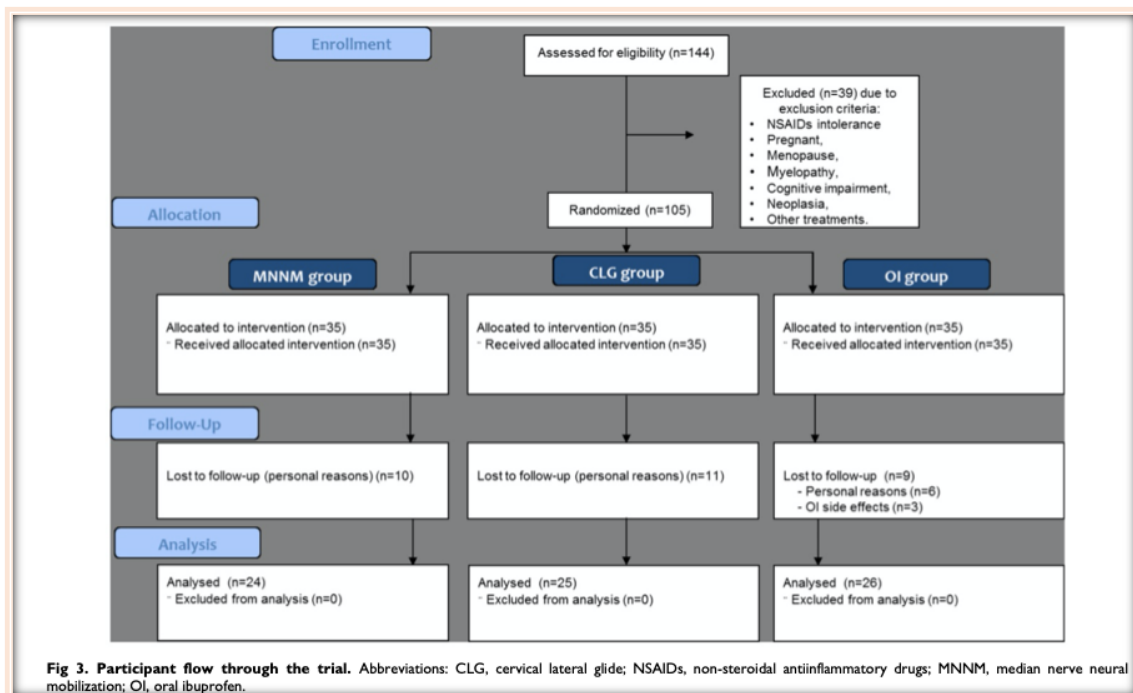 Enrollment
Assessed for eligibility (n=144)
Excluded (n=39) due to
exclusion criteria:
• NSAIDs intolerance
• Pregnant,
• Menopause,
• Myelopathy,
• Cognitive impairment,
• Neoplasia,
• Other treatments.
Allocation
Randomized (n=105)
MNNM group
CLG group
OI group
Allocated to intervention (n=35)
- Received allocated intervention (n=35)
Allocated to intervention (n=35)
- Received allocated intervention (n=35)
Allocated to intervention (n=35)
- Received allocated intervention (n=35)
Follow-Up
Lost to follow-up (personal reasons) (n=10)
Lost to follow-up (personal reasons) (n=11)
Lost to follow-up (n=9)
- Personal reasons (n=6)
- OI side effects (n=3)
Analysis
Analysed (n=24)
- Excluded from analysis (n=0)
Analysed (n=25)
- Excluded from analysis (n=0)
Analysed (n=26)
- Excluded from analysis (n=0)
Fig 3. Participant flow through the trial. Abbreviations: CLG, cervical lateral glide; NSAIDs, non-steroidal antiinflammatory drugs; MNNM, median nerve neural
mobilization; OI, oral ibuprofen.